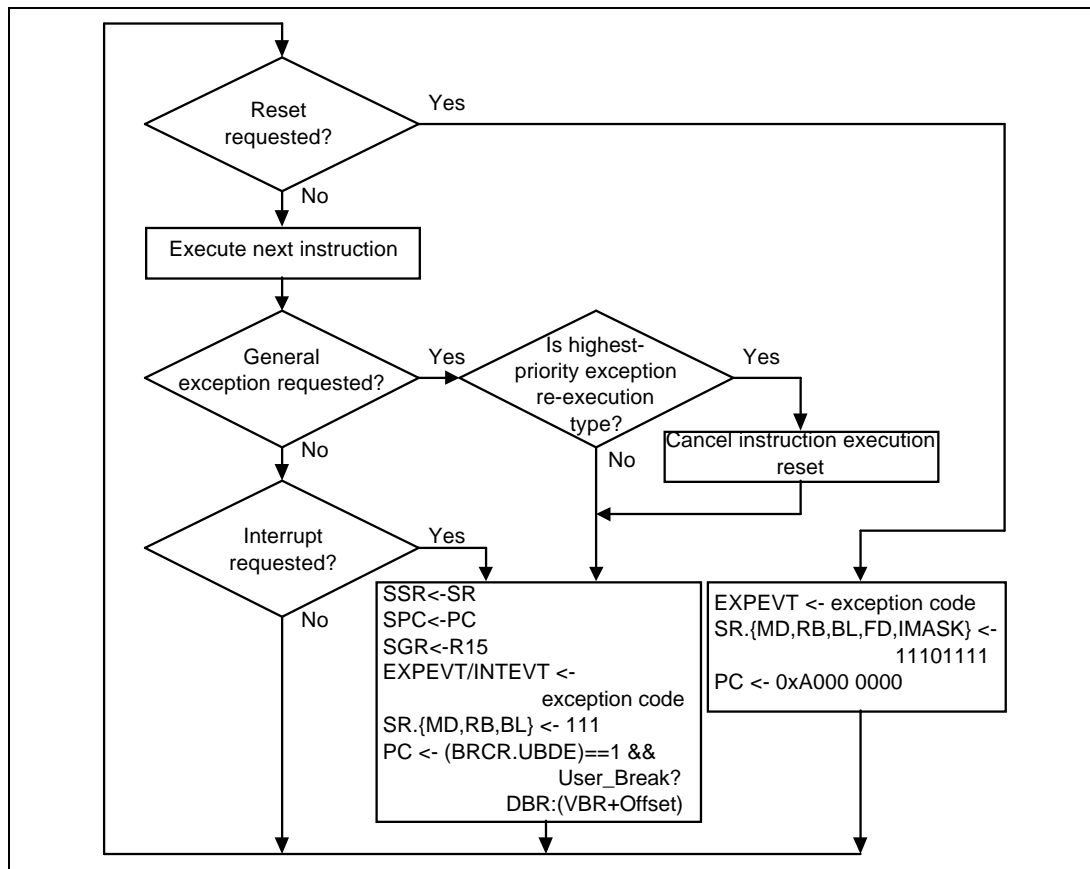 Reset
requested?
Yes
No
Execute next instruction
General
exception requested?
Yes
No
Is highest-
priority exception
re-execution
type?
Yes
No
Cancel instruction execution
reset
Interrupt
requested?
Yes
No
SSR<-SR
SPC<-PC
SGR<-R15
EXPEVT/INTEVT <-
exception code
SR.{MD,RB,BL} <- 111
PC <- (BRCR.UBDE)==1 &&
User_Break?
DBR:(VBR+Offset)
EXPEVT <- exception code
SR.{MD,RB,BL,FD,IMASK} <-
11101111
PC <- 0xA000 0000